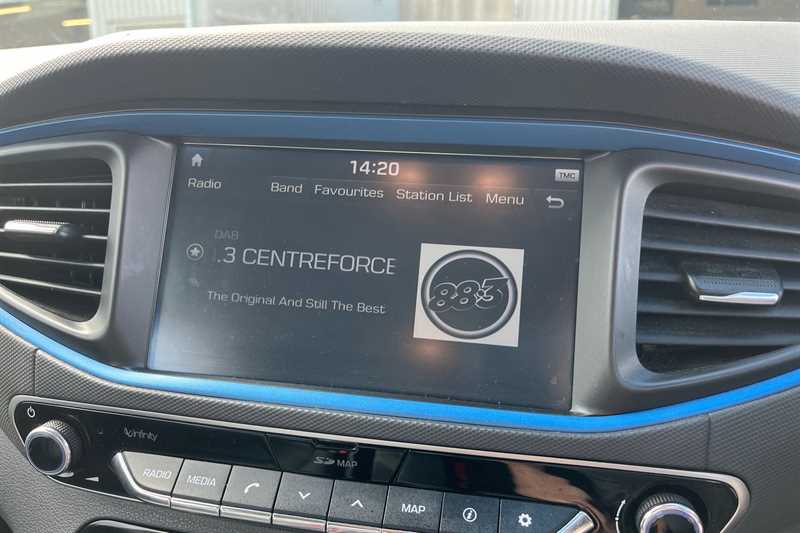 14:20
TMC
Radio
Band Favourites Station List Menu
DAB
.3 CENTREFORCE
The Original And Still The Best
883
infinity
SD MAP
RADIO
MEDIA
MAP